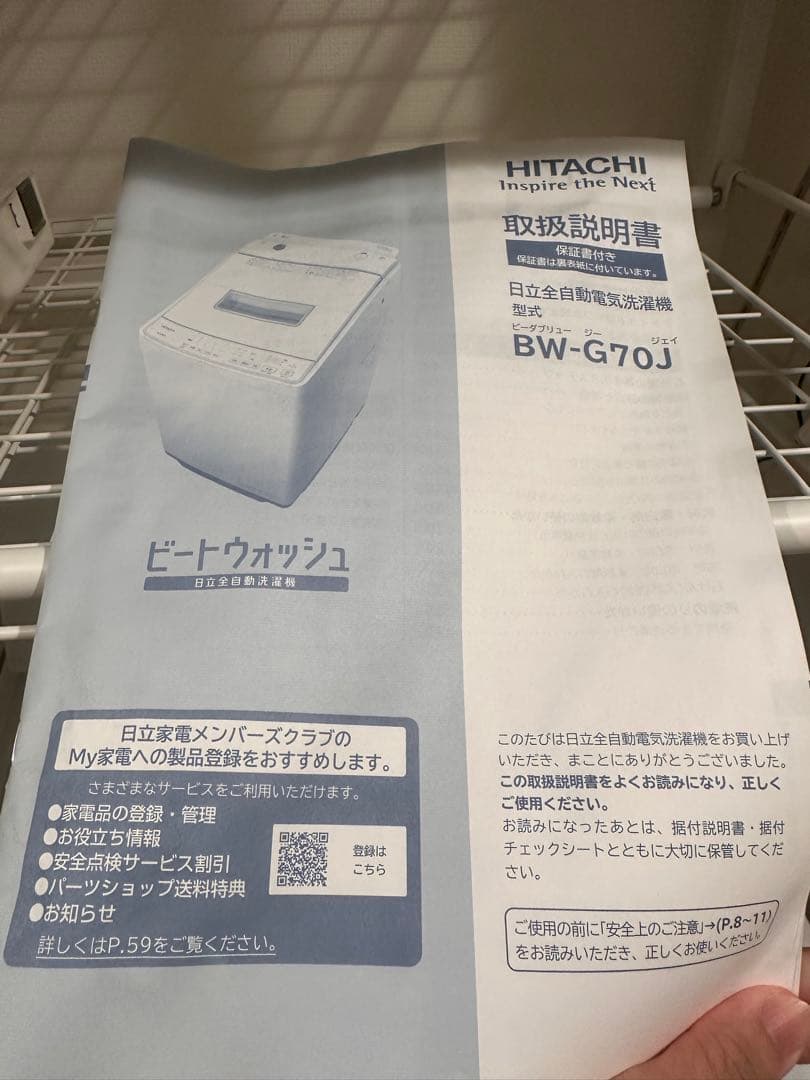 HITACHI
Inspire the Next
取扱説明書
保証書付き
保証書は裏表紙に付いています。
日立全自動電気洗濯機
型式
ビーダブリュー ジー ジェイ
BW-G70J
HITACHI
ビートウォッシュ
日立全自動洗濯機
日立家電メンバーズクラブの
My家電への製品登録をおすすめします。
さまざまなサービスをご利用いただけます。
●家電品の登録・管理
●お役立ち情報
●安全点検サービス割引
●パーツショップ送料特典
●お知らせ
登録は
こちら
詳しくはP.59をご覧ください。
このたびは日立全自動電気洗濯機をお買い上げ
いただき、まことにありがとうございました。
この取扱説明書をよくお読みになり、正しく
ご使用ください。
お読みになったあとは、据付説明書・据付
チェックシートとともに大切に保管してくだ
さい。
ご使用の前に「安全上のご注意」→(P.8~11)
をお読みいただき、正しくお使いください。